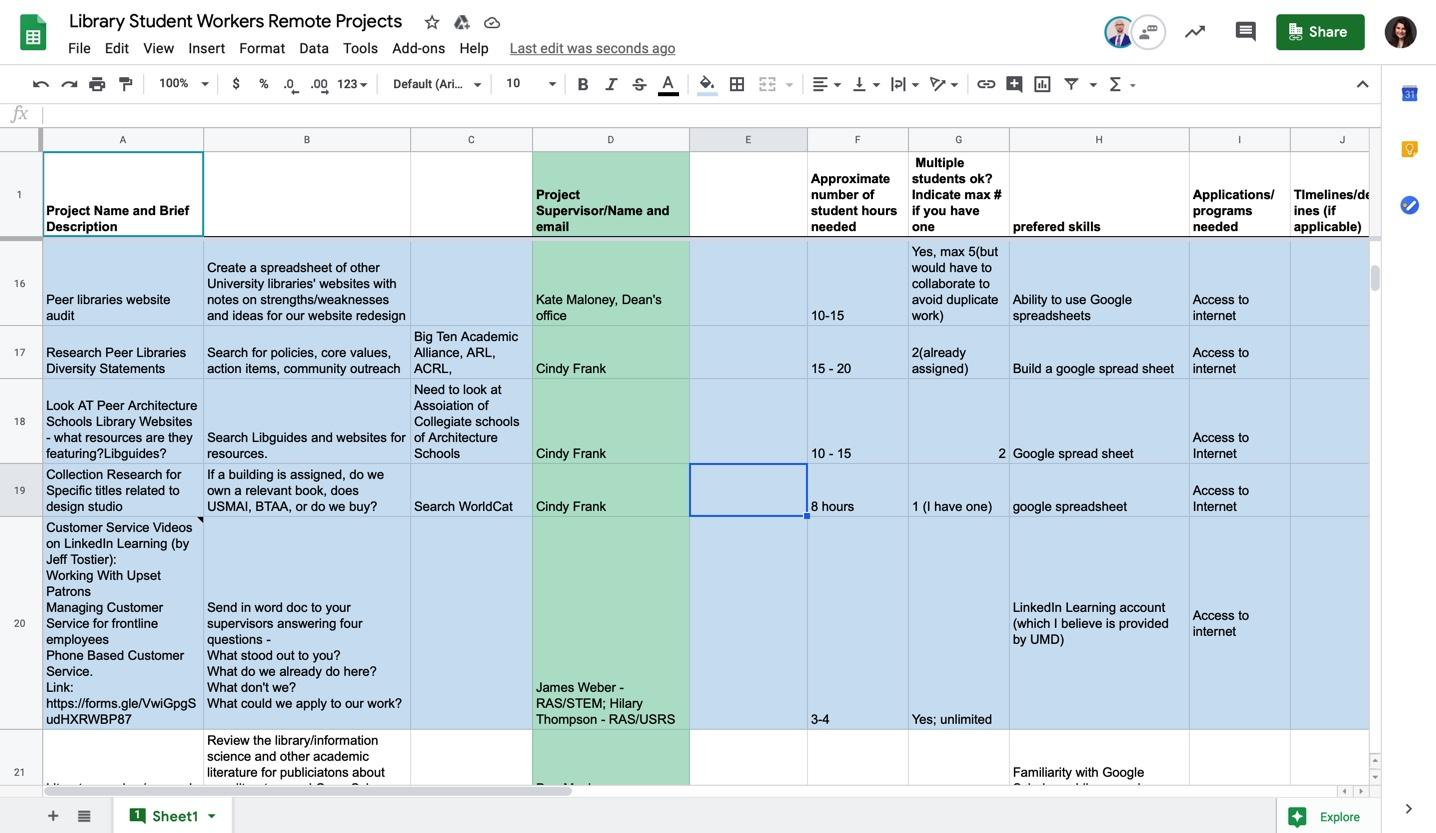 Library Student Workers Remote Projects
File Edit View Insert Format Data Tools Add-ons Help Last edit was seconds ago
Share
100% $ % .0 .00 123 Default (Ari... 10 B I S A
31
fx
A B C D E F G H I J
1
Project Name and Brief
Description
Project
Supervisor/Name and
email
Approximate
number of
student hours
needed
Multiple
students ok?
Indicate max #
if you have
one
prefered skills
Applications/
programs
needed
TImelines/de
ines (if
applicable)
16
Peer libraries website
audit
Create a spreadsheet of other
University libraries' websites with
notes on strengths/weaknesses
and ideas for our website redesign
Kate Maloney, Dean's
office
10-15
Yes, max 5(but
would have to
collaborate to
avoid duplicate
work)
Ability to use Google
spreadsheets
Access to
internet
17
Research Peer Libraries
Diversity Statements
Search for policies, core values,
action items, community outreach
Big Ten Academic
Alliance, ARL,
ACRL,
Cindy Frank
15 - 20
2(already
assigned)
Build a google spread sheet
Access to
internet
18
Look AT Peer Architecture
Schools Library Websites
- what resources are they
featuring?Libguides?
Search Libguides and websites for
resources.
Need to look at
Assoiation of
Collegiate schools
of Architecture
Schools
Cindy Frank
10 - 15
2
Google spread sheet
Access to
Internet
19
Collection Research for
Specific titles related to
design studio
If a building is assigned, do we
own a relevant book, does
USMAI, BTAA, or do we buy?
Search WorldCat
Cindy Frank
8 hours
1 (I have one)
google spreadsheet
Access to
Internet
20
Customer Service Videos
on LinkedIn Learning (by
Jeff Tostier):
Working With Upset
Patrons
Managing Customer
Service for frontline
employees
Phone Based Customer
Service.
Link:
https://forms.gle/VwiGpgS
udHXRWBP87
Send in word doc to your
supervisors answering four
questions -
What stood out to you?
What do we already do here?
What don't we?
What could we apply to our work?
James Weber -
RAS/STEM; Hilary
Thompson - RAS/USRS
3-4
Yes; unlimited
LinkedIn Learning account
(which I believe is provided
by UMD)
Access to
internet
21
Review the library/information
science and other academic
literature for publiciatons about
Familiarity with Google
1 Sheet1
Explore